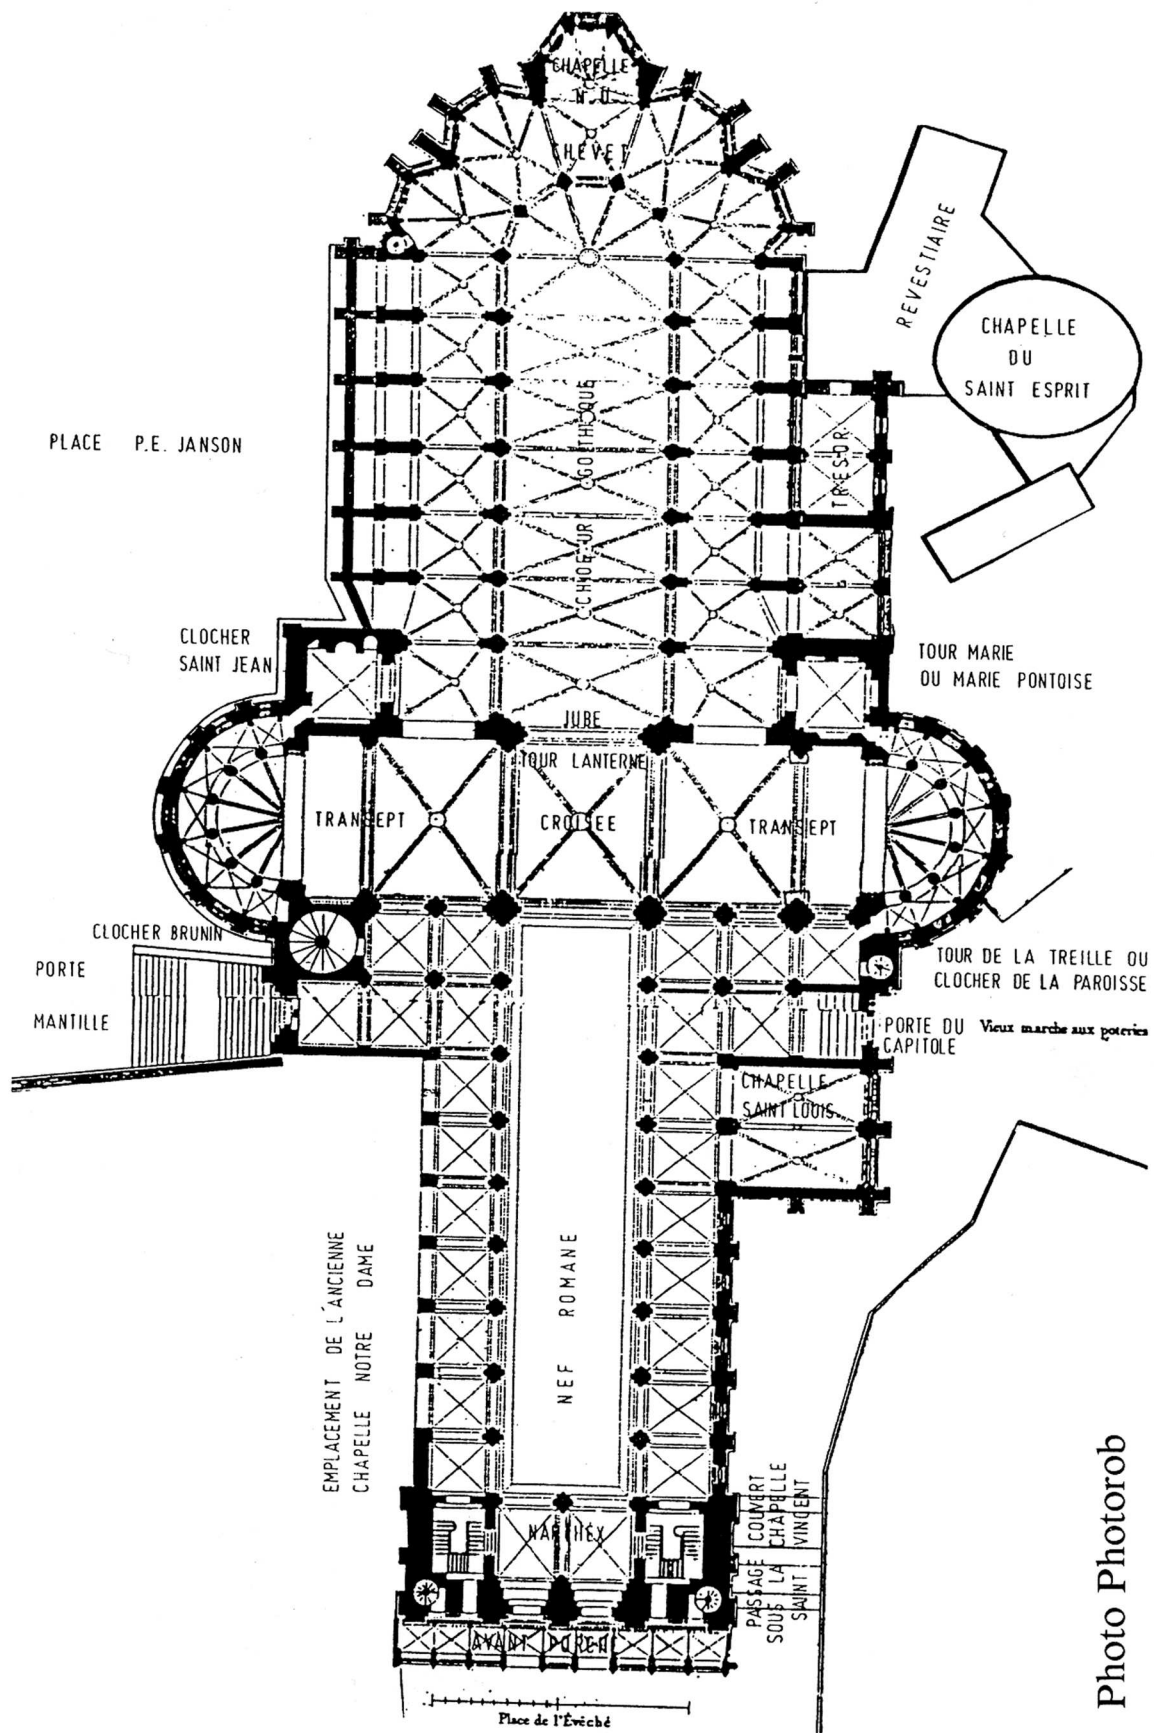 CHAPELLE
N.D
CHEVET
REVESTIAIRE
CHAPELLE
DU
SAINT ESPRIT
PLACE P.E. JANSON
CHOEUR GOTHIQUE
TRESOR
CLOCHER
SAINT JEAN
TOUR MARIE
OU MARIE PONTOISE
JUBE
TOUR LANTERNE
TRANSEPT
CROISEE
TRANSEPT
CLOCHER BRUNIN
PORTE
MANTILLE
TOUR DE LA TREILLE OU
CLOCHER DE LA PAROISSE
PORTE DU
CAPITOLE
Vieux marche aux poteries
CHAPELLE
SAINT LOUIS
NEF ROMANE
EMPLACEMENT DE L'ANCIENNE
CHAPELLE NOTRE DAME
NARTHEX
PASSAGE COUVERT
SOUS LA CHAPELLE
SAINT VINCENT
AVANT PORCH
Place de l'Évêché
Photo Photorob